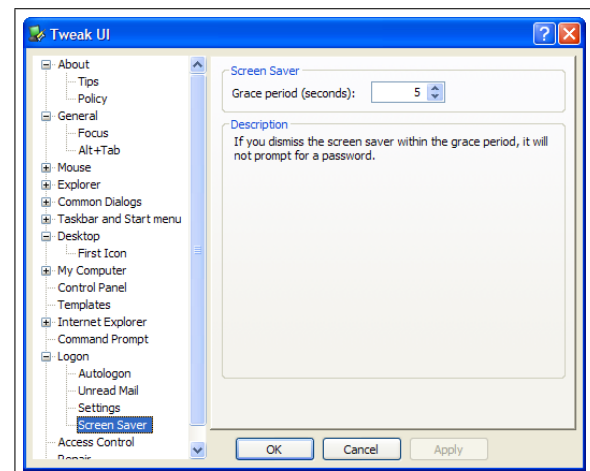 Tweak UI
About
Tips
Policy
General
Focus
Alt+Tab
Mouse
Explorer
Common Dialogs
Taskbar and Start menu
Desktop
First Icon
My Computer
Control Panel
Templates
Internet Explorer
Command Prompt
Logon
Autologon
Unread Mail
Settings
Screen Saver
Access Control
Repair
Screen Saver
Grace period (seconds): 5
Description
If you dismiss the screen saver within the grace period, it will
not prompt for a password.
OK Cancel Apply